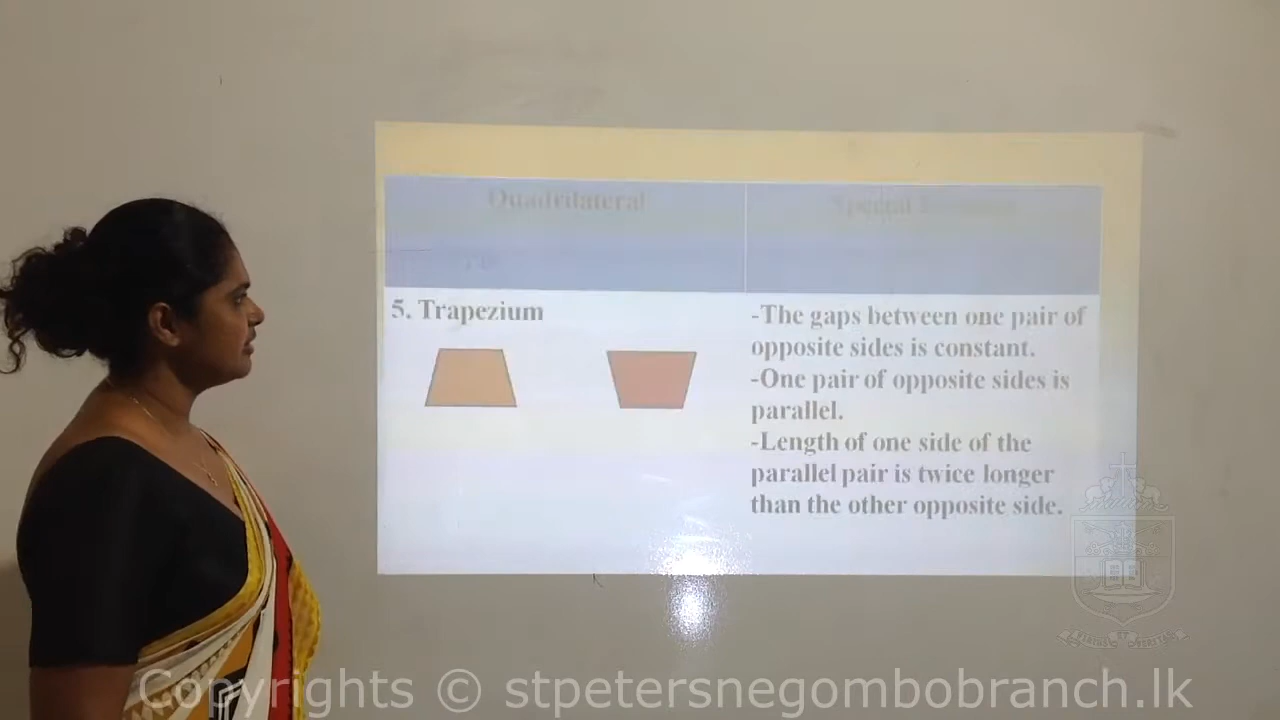 Quadrilateral
Special
5. Trapezium
-The gaps between one pair of
opposite sides is constant.
-One pair of opposite sides is
parallel.
-Length of one side of the
parallel pair is twice longer
than the other opposite side.
Copyrights © stpetersnegombobranch.lk